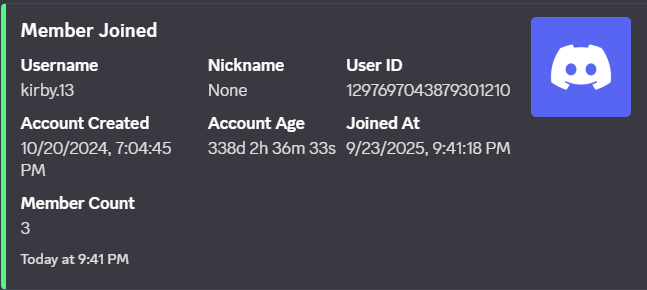 Member Joined
Username Nickname User ID
kirby.13 None 1297697043879301210
Account Created Account Age Joined At
10/20/2024, 7:04:45 338d 2h 36m 33s 9/23/2025, 9:41:18 PM
PM
Member Count
3
Today at 9:41 PM